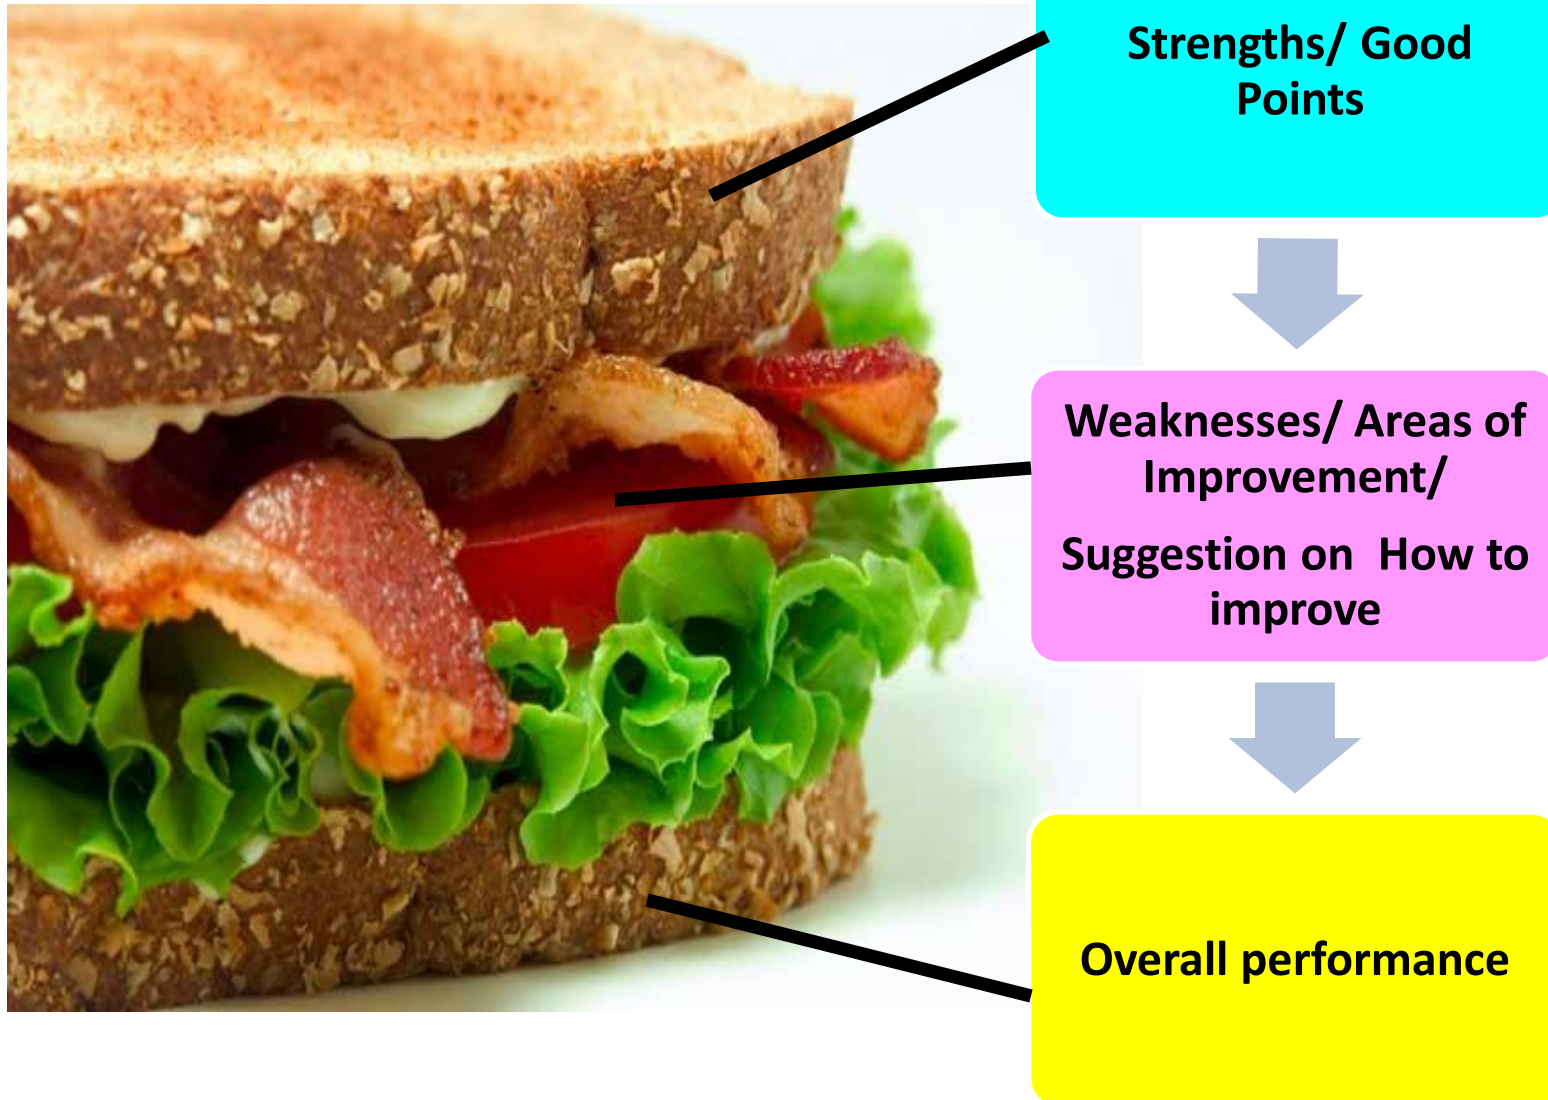 Strengths/ Good
Points
Weaknesses/ Areas of
Improvement/
Suggestion on  How to
improve
Overall performance